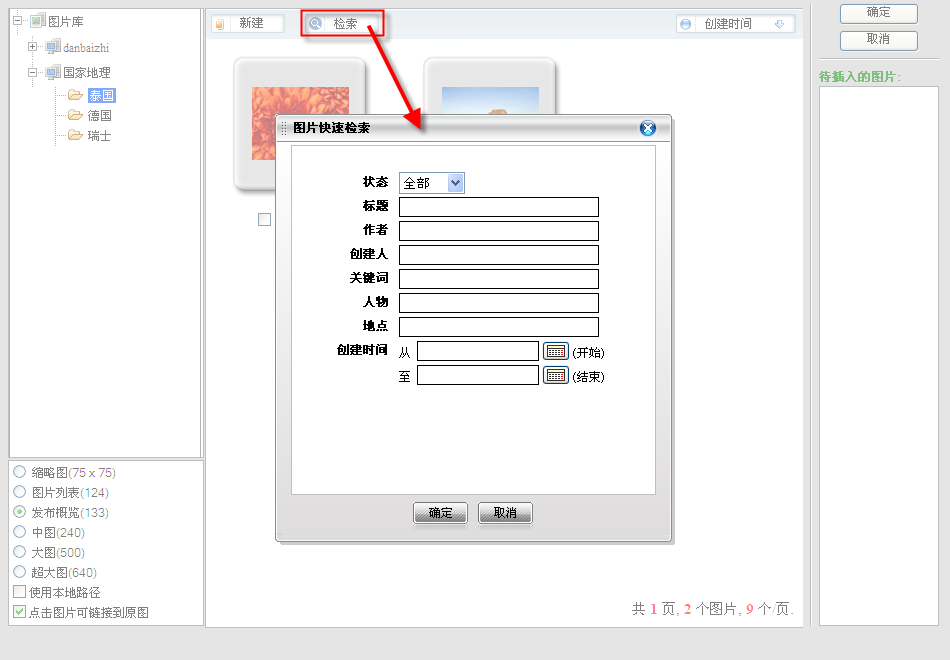 图片库
danbaizhi
国家地理
泰国
德国
瑞士
缩略图(75 x 75)
图片列表(124)
发布概览(133)
中图(240)
大图(500)
超大图(640)
使用本地路径
点击图片可链接到原图
新建
检索
创建时间
图片快速检索
状态 全部
标题
作者
创建人
关键词
人物
地点
创建时间 从 (开始)
至 (结束)
确定 取消
共 1 页, 2 个图片, 9 个/页.
确定
取消
待插入的图片: